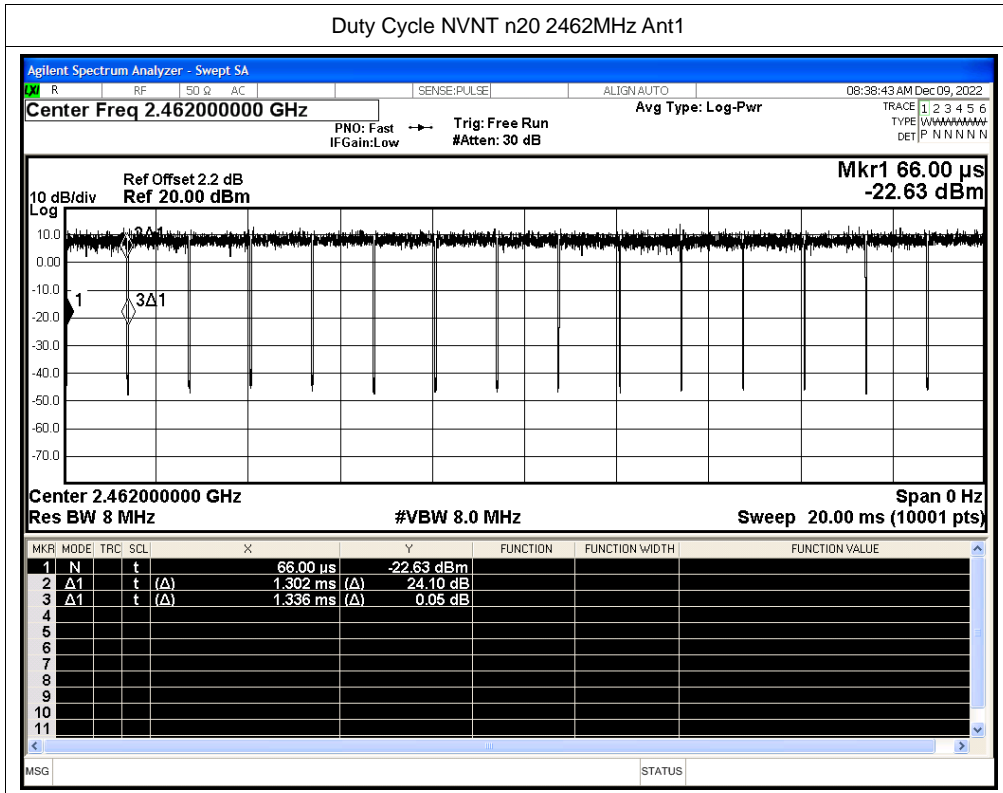 Duty Cycle NVNT n20 2462MHz Ant1
Agilent Spectrum Analyzer - Swept SA
LXI R RF 50 Ω AC SENSE:PULSE ALIGN AUTO 08:38:43 AM Dec 09, 2022
Center Freq 2.462000000 GHz Avg Type: Log-Pwr TRACE 1 2 3 4 5 6
PNO: Fast Trig: Free Run TYPE
IFGain:Low #Atten: 30 dB DET P N N N N N
Mkr1 66.00 µs
Ref Offset 2.2 dB
10 dB/div Ref 20.00 dBm -22.63 dBm
Log
10.0
3Δ1
0.00
-10.0
1 3Δ1
-20.0
-30.0
-40.0
-50.0
-60.0
-70.0
Center 2.462000000 GHz Span 0 Hz
Res BW 8 MHz #VBW 8.0 MHz Sweep 20.00 ms (10001 pts)
MKR MODE TRC SCL X Y FUNCTION FUNCTION WIDTH FUNCTION VALUE
1 N t 66.00 µs -22.63 dBm
2 Δ1 t (Δ) 1.302 ms (Δ) 24.10 dB
3 Δ1 t (Δ) 1.336 ms (Δ) 0.05 dB
4
5
6
7
8
9
10
11
MSG STATUS